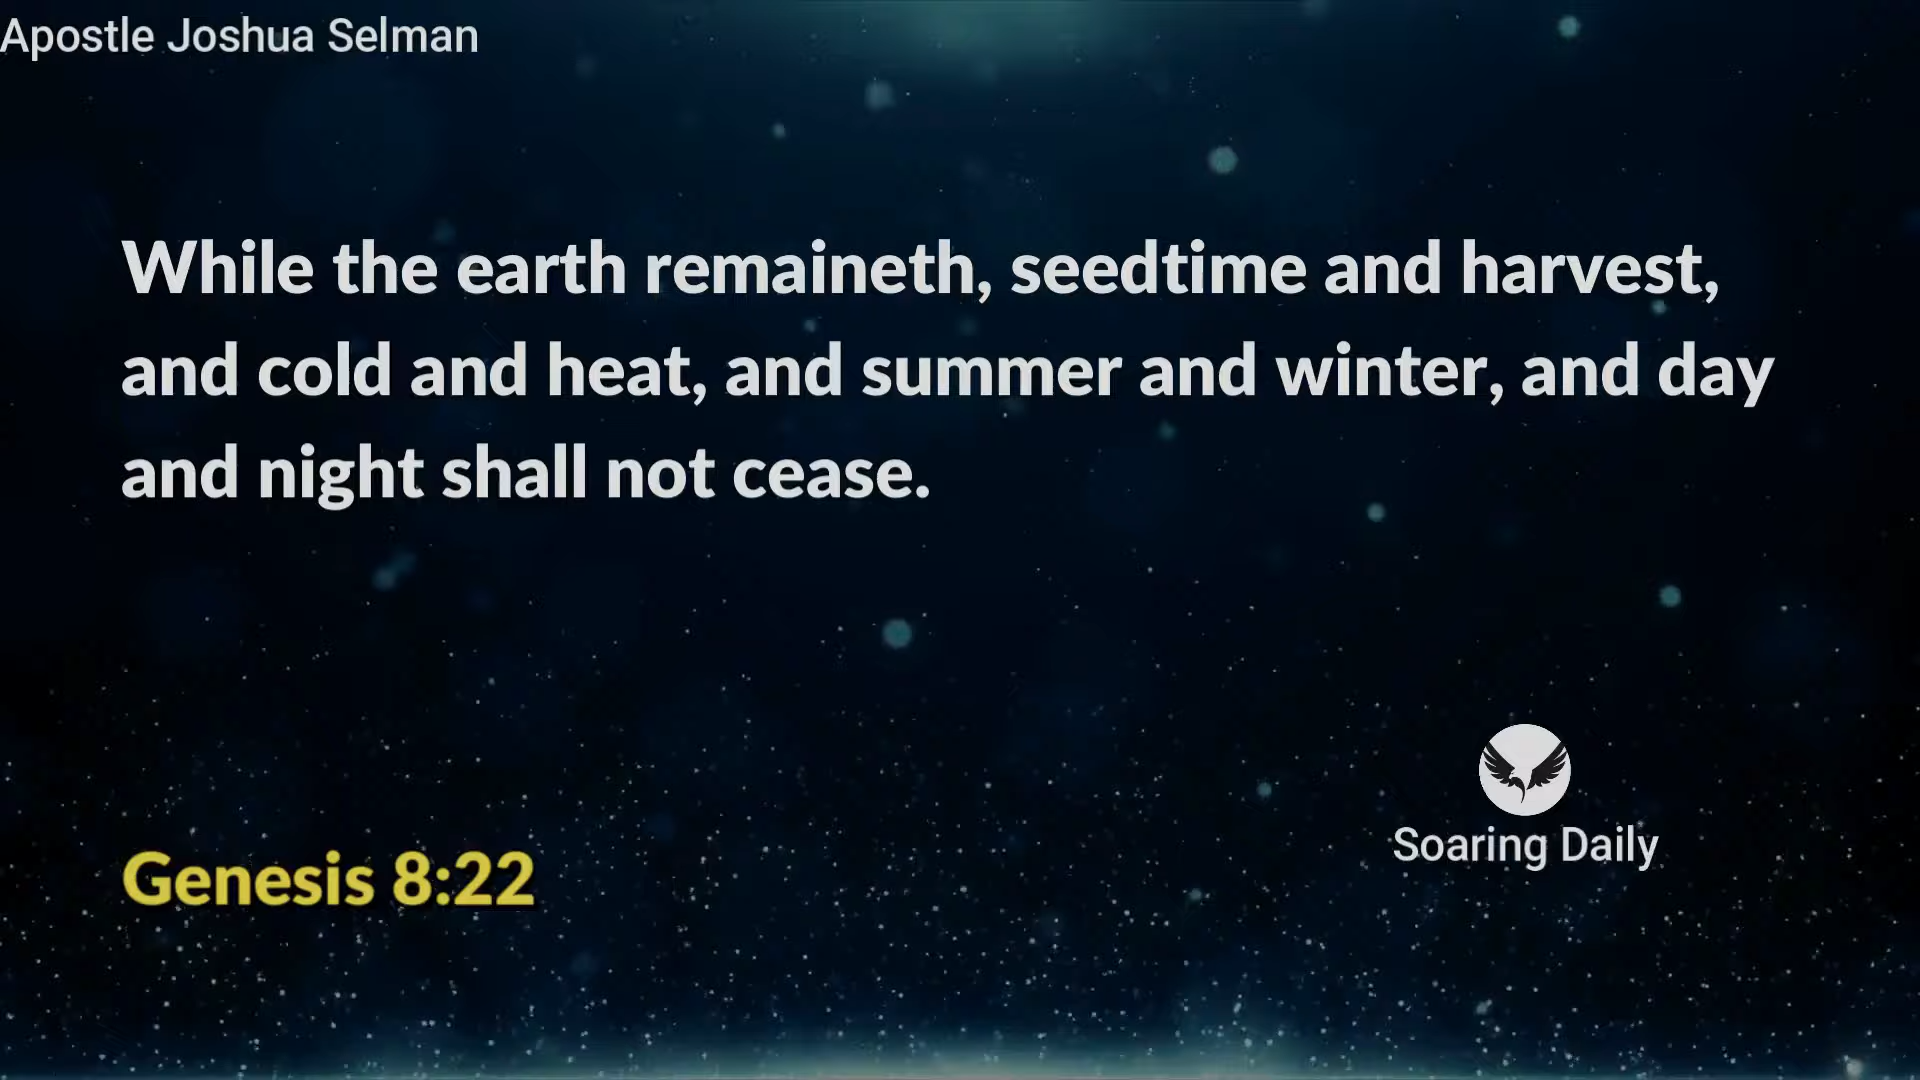 Apostle Joshua Selman
While the earth remaineth, seedtime and harvest,
and cold and heat, and summer and winter, and day
and night shall not cease.
Genesis 8:22
Soaring Daily